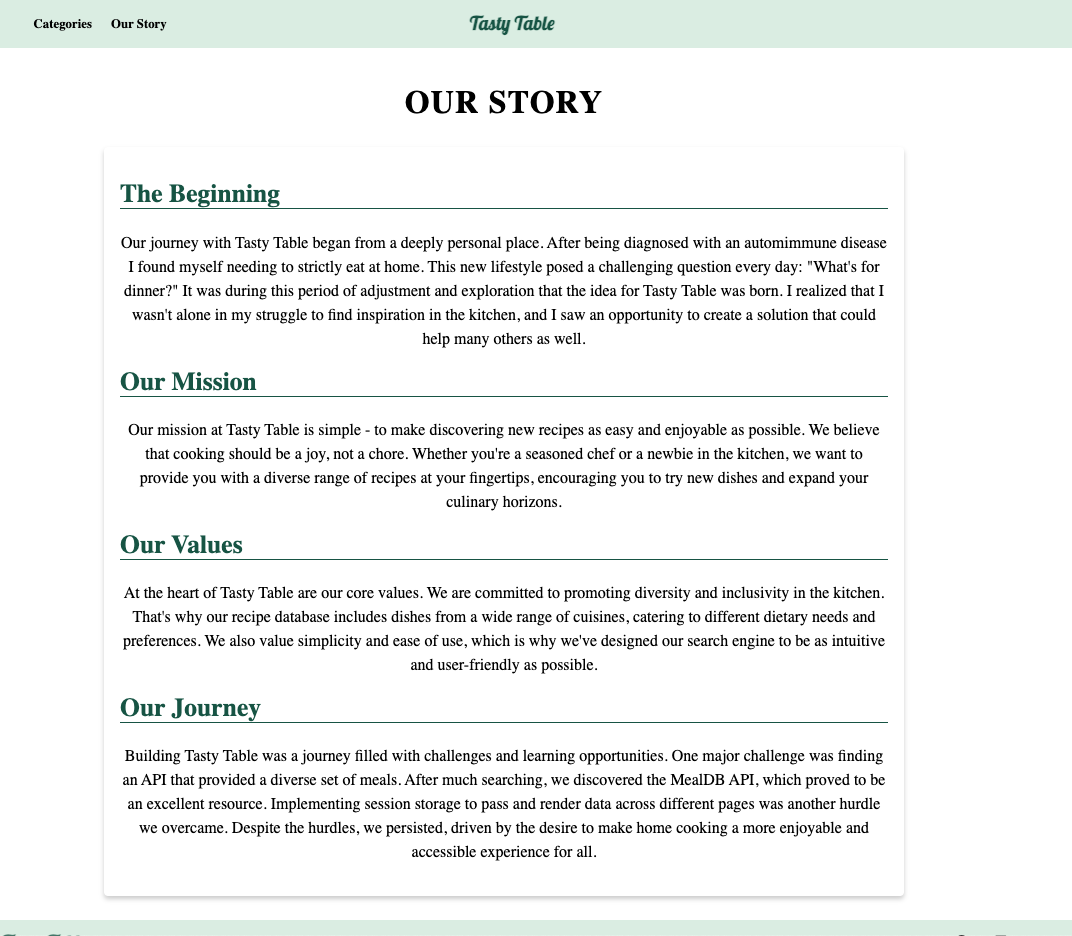 Categories Our Story Tasty Table
OUR STORY
The Beginning
Our journey with Tasty Table began from a deeply personal place. After being diagnosed with an automimmune disease
I found myself needing to strictly eat at home. This new lifestyle posed a challenging question every day: "What's for
dinner?" It was during this period of adjustment and exploration that the idea for Tasty Table was born. I realized that I
wasn't alone in my struggle to find inspiration in the kitchen, and I saw an opportunity to create a solution that could
help many others as well.
Our Mission
Our mission at Tasty Table is simple - to make discovering new recipes as easy and enjoyable as possible. We believe
that cooking should be a joy, not a chore. Whether you're a seasoned chef or a newbie in the kitchen, we want to
provide you with a diverse range of recipes at your fingertips, encouraging you to try new dishes and expand your
culinary horizons.
Our Values
At the heart of Tasty Table are our core values. We are committed to promoting diversity and inclusivity in the kitchen.
That's why our recipe database includes dishes from a wide range of cuisines, catering to different dietary needs and
preferences. We also value simplicity and ease of use, which is why we've designed our search engine to be as intuitive
and user-friendly as possible.
Our Journey
Building Tasty Table was a journey filled with challenges and learning opportunities. One major challenge was finding
an API that provided a diverse set of meals. After much searching, we discovered the MealDB API, which proved to be
an excellent resource. Implementing session storage to pass and render data across different pages was another hurdle
we overcame. Despite the hurdles, we persisted, driven by the desire to make home cooking a more enjoyable and
accessible experience for all.